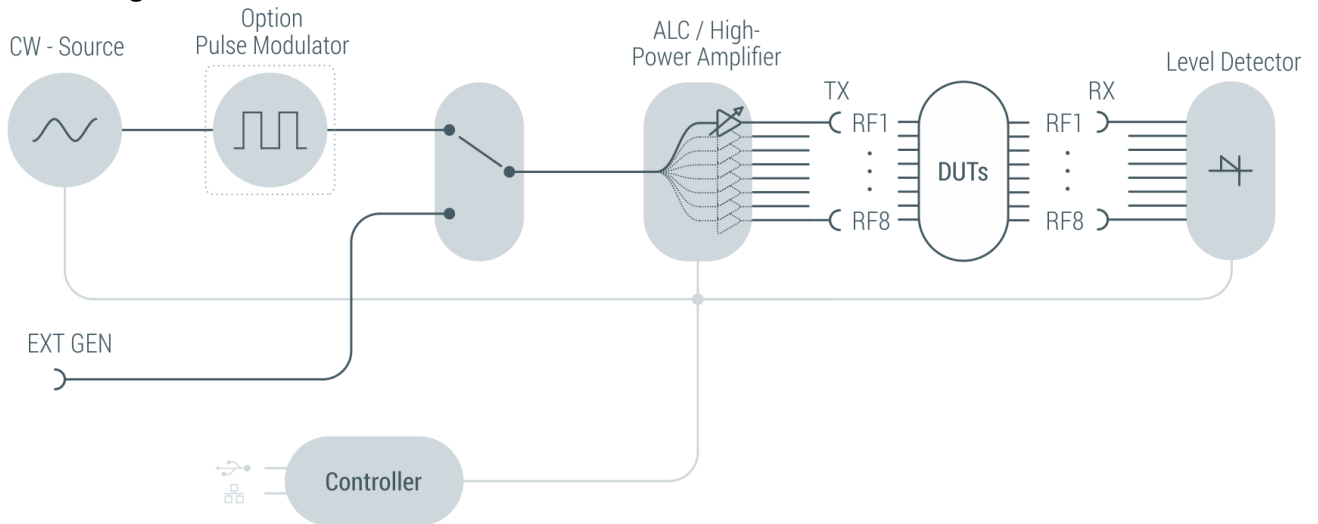 Option
CW - Source
Pulse Modulator
ALC / High-
Power Amplifier
Level Detector
TX
RX
RF1
RF1
DUTs
RF8
RF8
EXT GEN
Controller